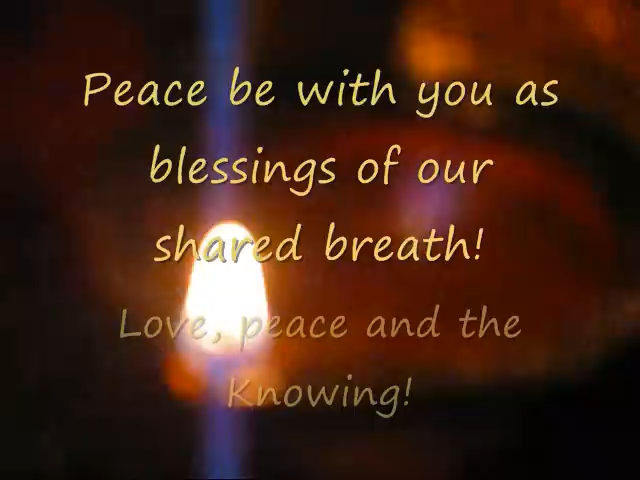 Peace be with you as
blessings of our
shared breath!
Love, peace and the
Knowing!